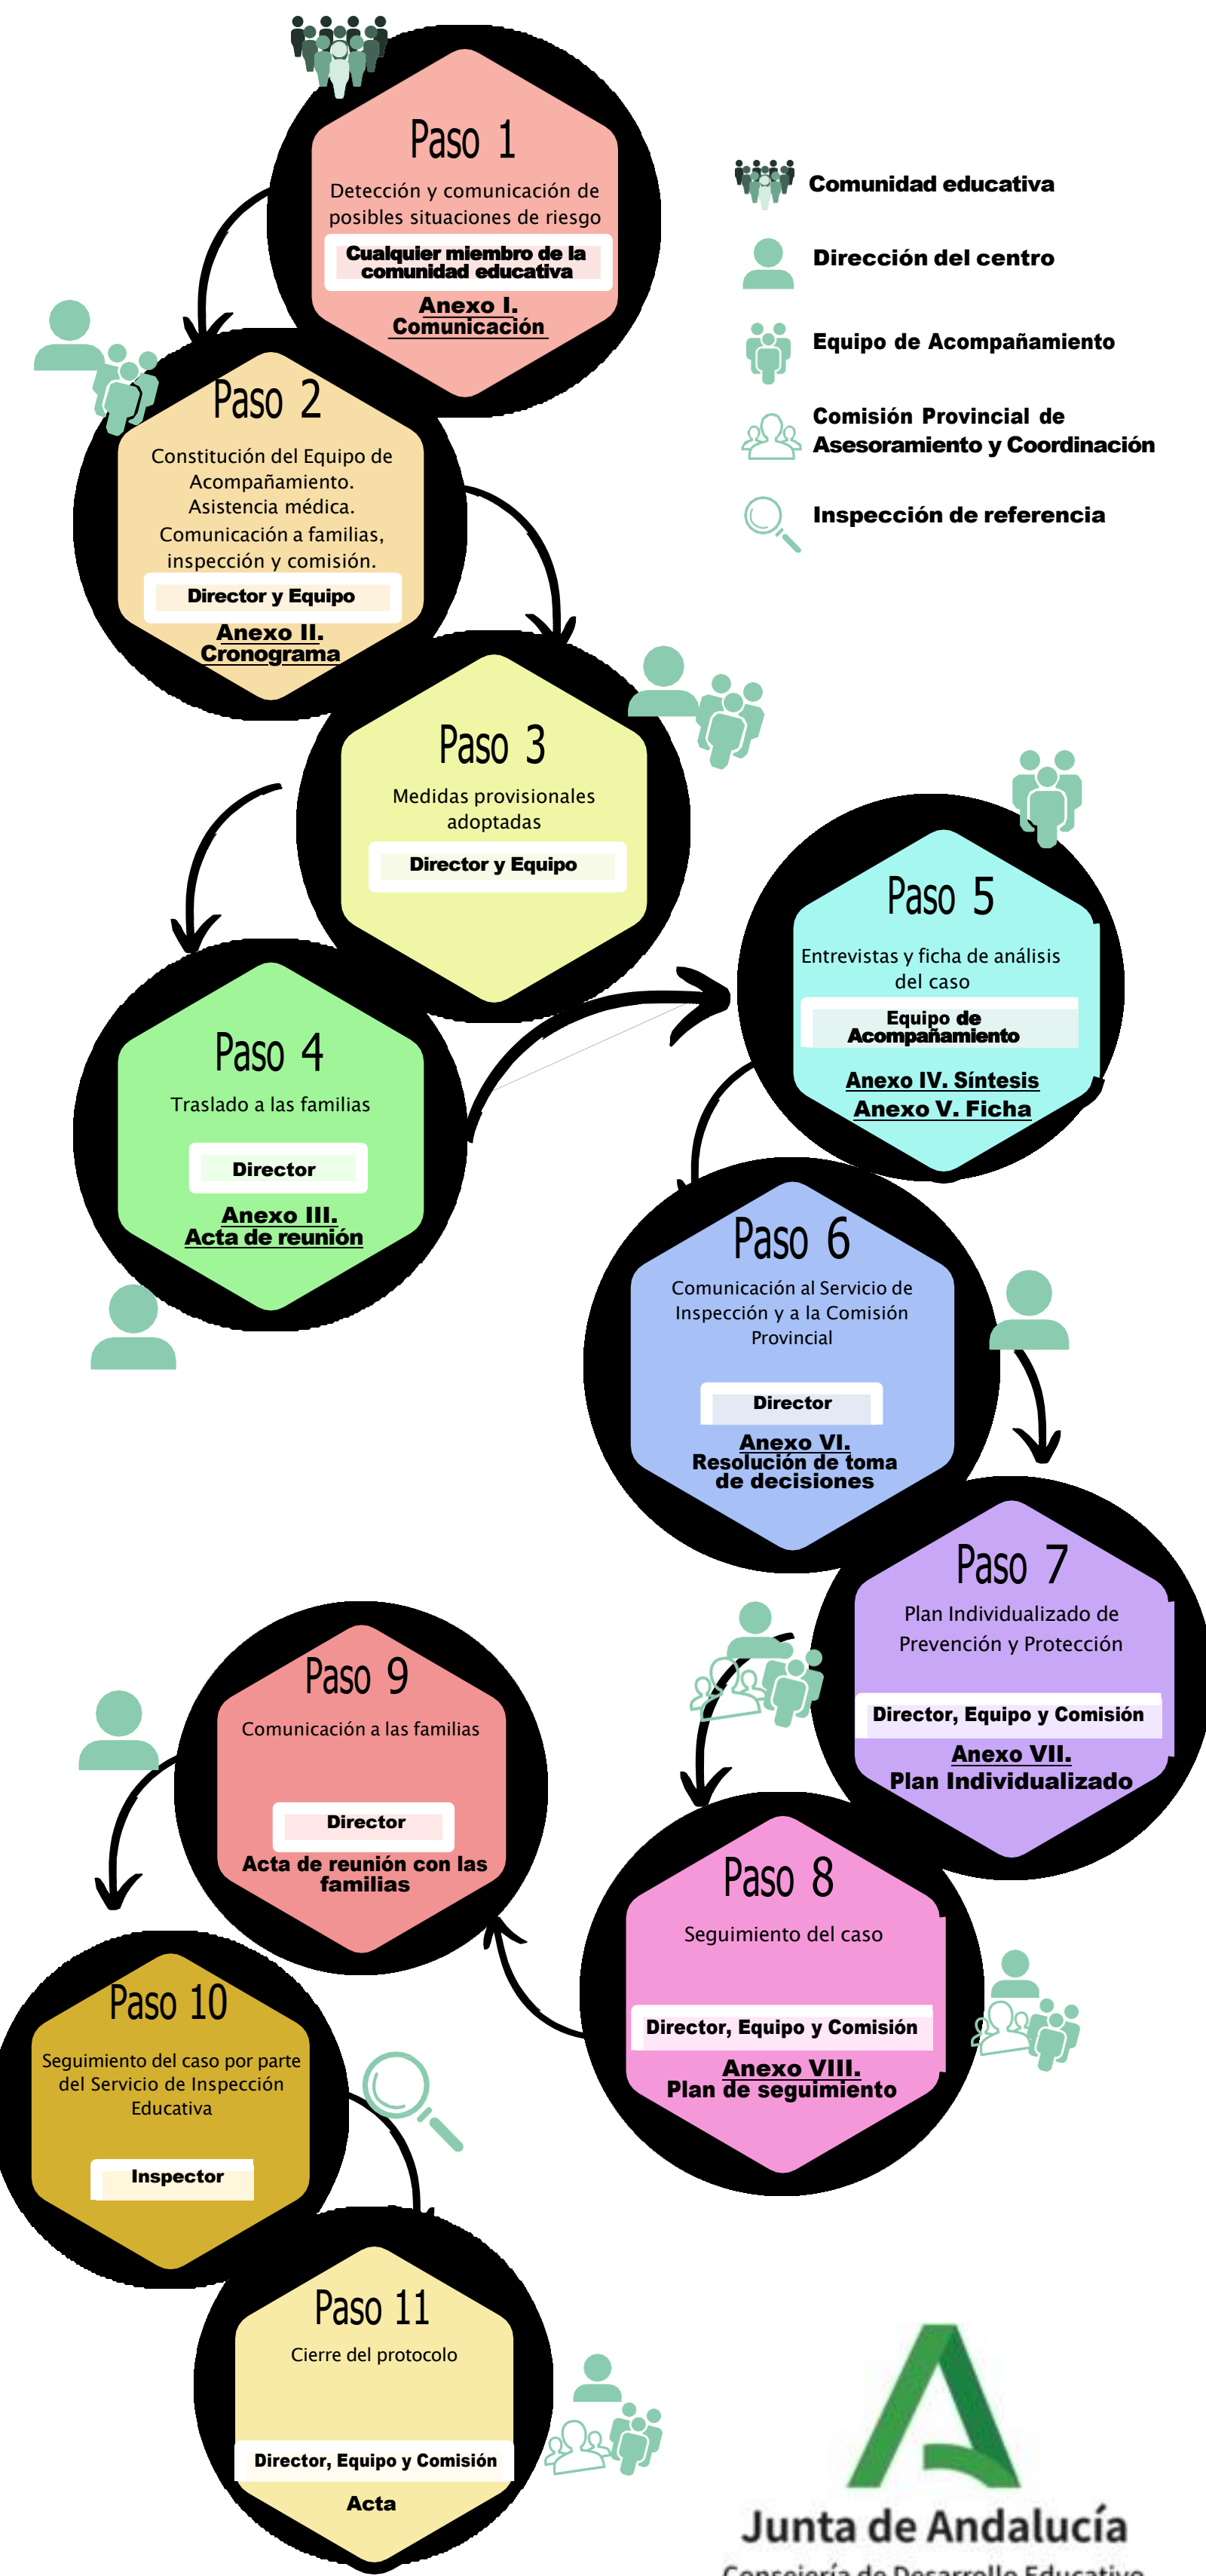 Paso 1
Detección y comunicación de
posibles situaciones de riesgo
Cualquier miembro de la
comunidad educativa
Anexo I.
Comunicación
Comunidad educativa
Dirección del centro
Equipo de Acompañamiento
Comisión Provincial de
Asesoramiento y Coordinación
Inspección de referencia
Paso 2
Constitución del Equipo de
Acompañamiento.
Asistencia médica.
Comunicación a familias,
inspección y comisión.
Director y Equipo
Anexo II.
Cronograma
Paso 3
Medidas provisionales
adoptadas
Director y Equipo
Paso 4
Traslado a las familias
Director
Anexo III.
Acta de reunión
Paso 5
Entrevistas y ficha de análisis
del caso
Equipo de
Acompañamiento
Anexo IV. Síntesis
Anexo V. Ficha
Paso 6
Comunicación al Servicio de
Inspección y a la Comisión
Provincial
Director
Anexo VI.
Resolución de toma
de decisiones
Paso 7
Plan Individualizado de
Prevención y Protección
Director, Equipo y Comisión
Anexo VII.
Plan Individualizado
Paso 8
Seguimiento del caso
Director, Equipo y Comisión
Anexo VIII.
Plan de seguimiento
Paso 9
Comunicación a las familias
Director
Acta de reunión con las
familias
Paso 10
Seguimiento del caso por parte
del Servicio de Inspección
Educativa
Inspector
Paso 11
Cierre del protocolo
Director, Equipo y Comisión
Acta
Junta de Andalucía
Consejería de Desarrollo Educativo